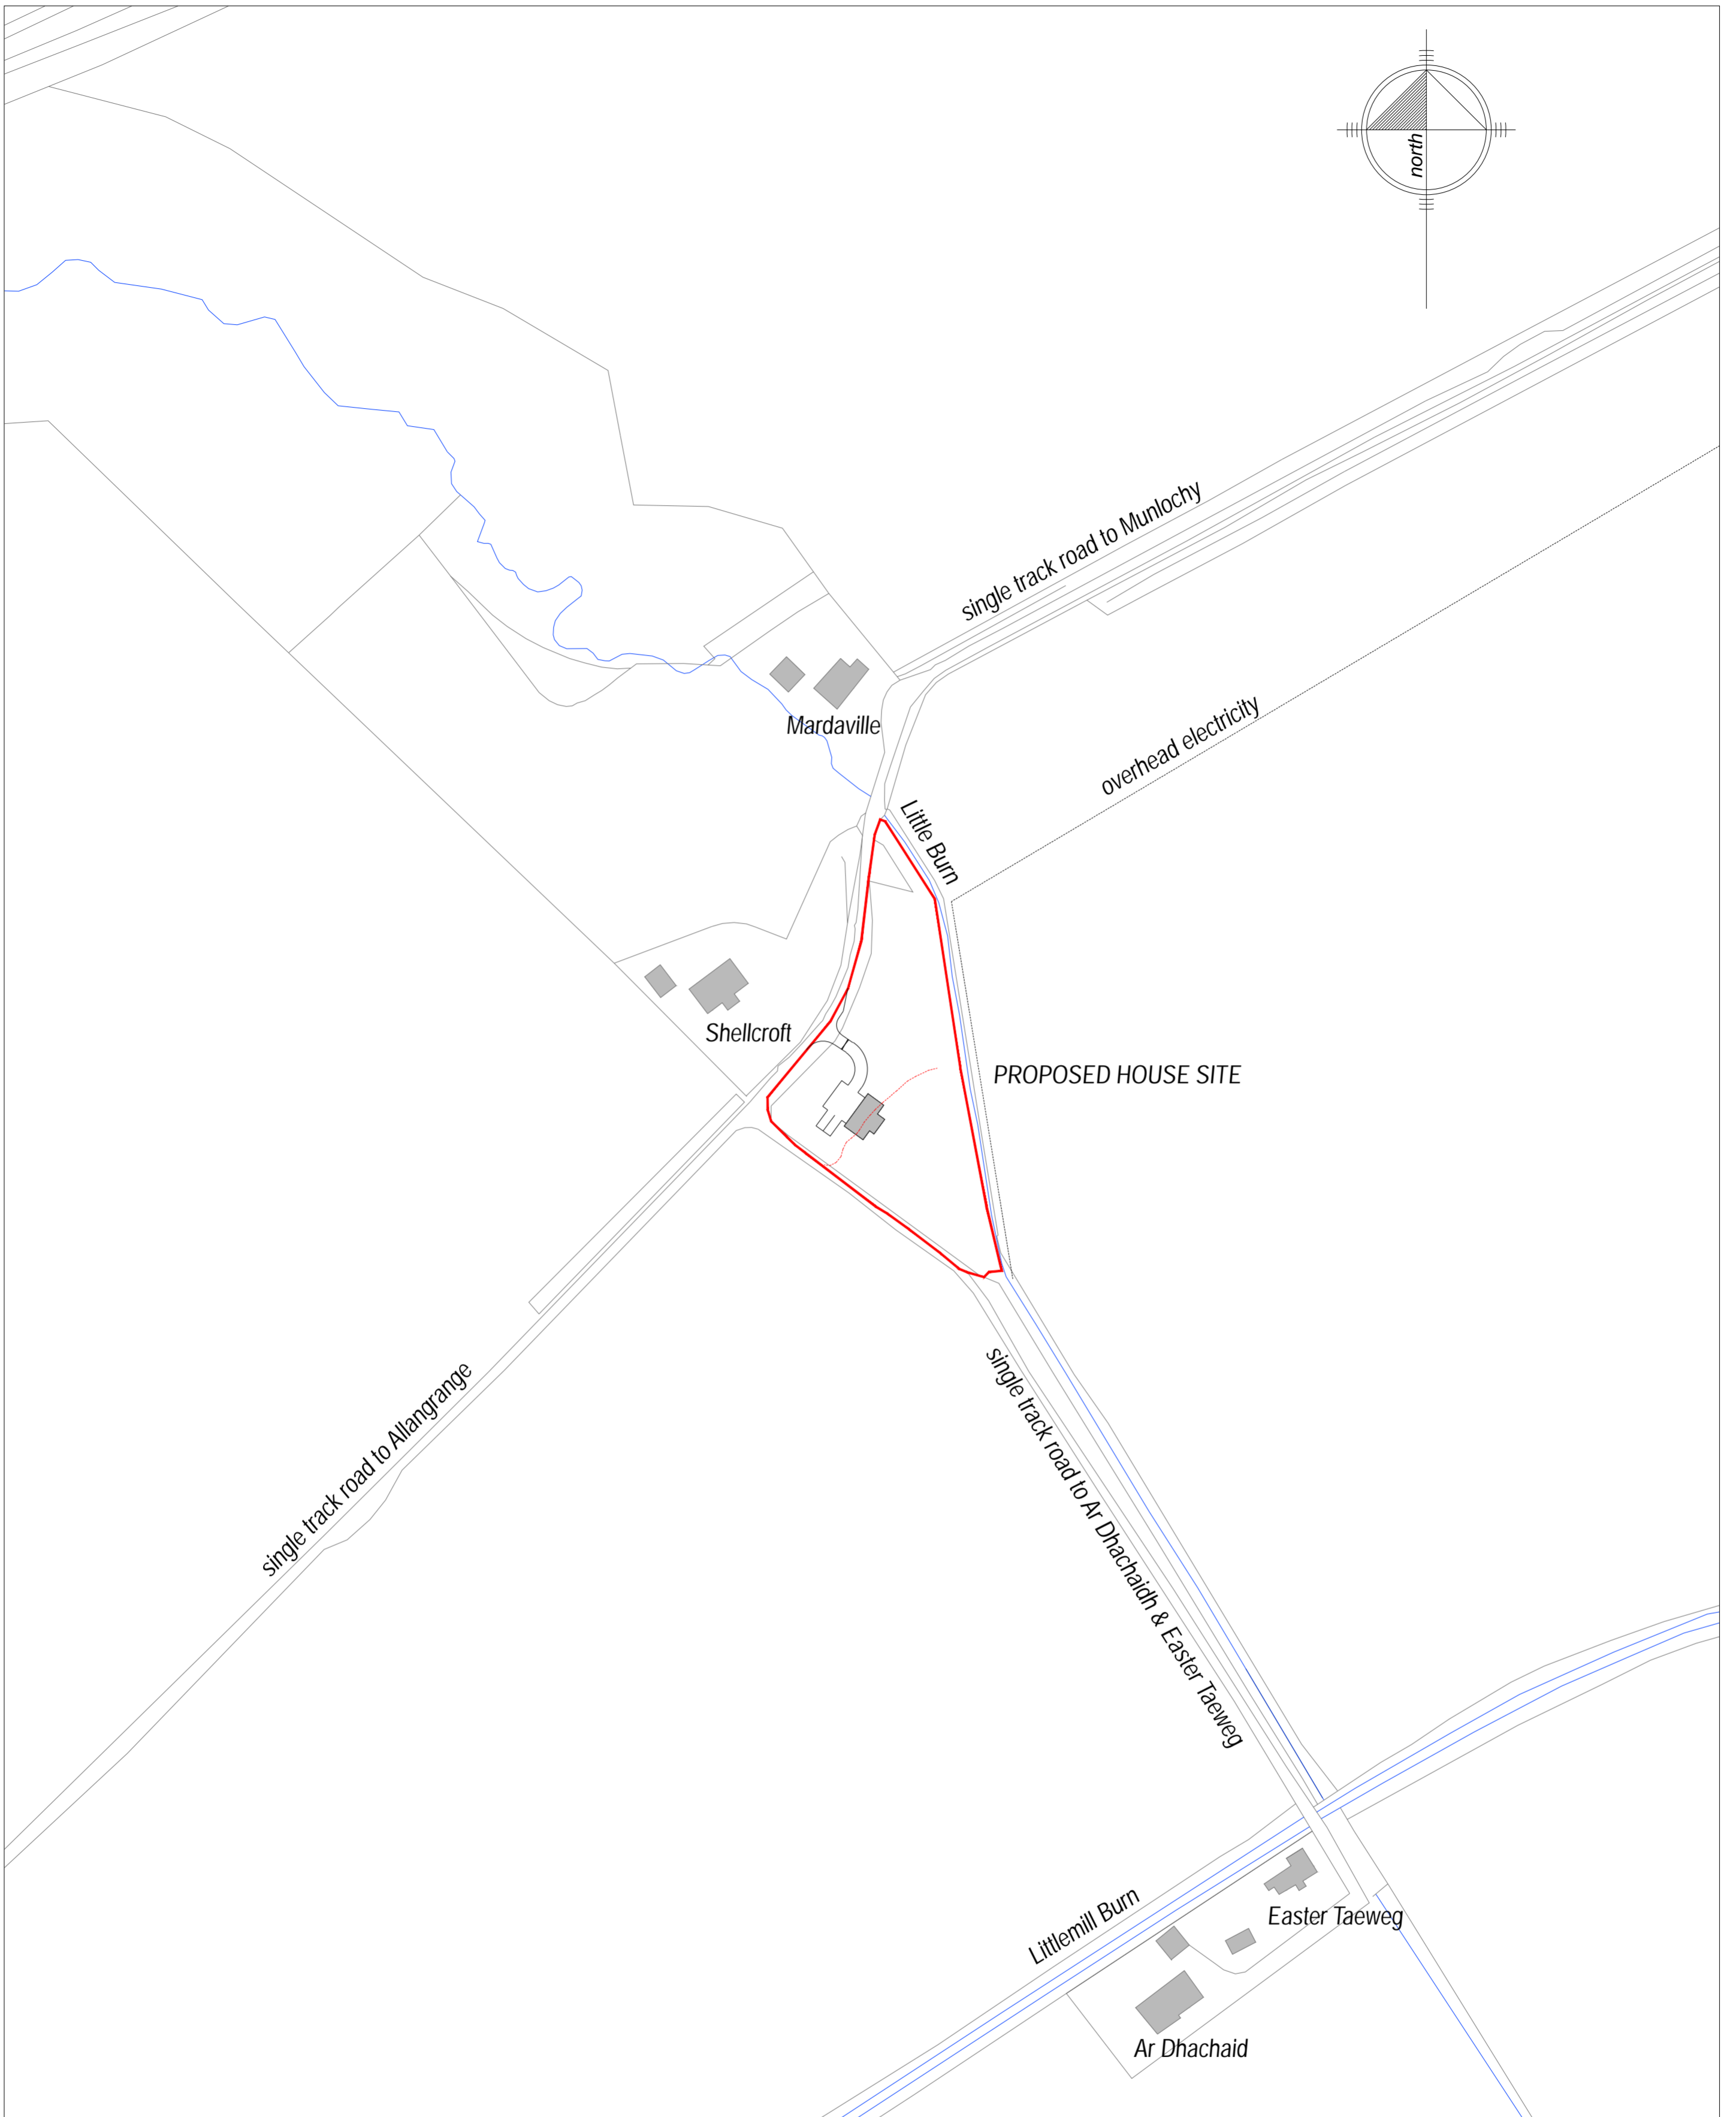 north
single track road to Munlochy
Mardaville
overhead electricity
Little Burn
Shellcroft
PROPOSED HOUSE SITE
single track road to Allangrange
single track road to Ar Dhachaidh & Easter Taeweg
Littlemill Burn
Easter Taeweg
Ar Dhachaid